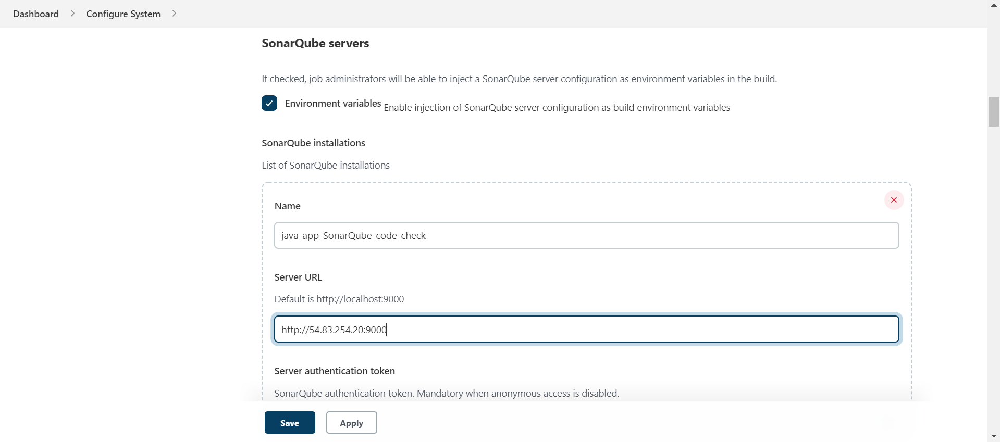 Dashboard > Configure System >
SonarQube servers
If checked, job administrators will be able to inject a SonarQube server configuration as environment variables in the build.
Environment variables Enable injection of SonarQube server configuration as build environment variables
SonarQube installations
List of SonarQube installations
Name
java-app-SonarQube-code-check
Server URL
Default is http://localhost:9000
http://54.83.254.20:9000
Server authentication token
SonarQube authentication token. Mandatory when anonymous access is disabled.
Save Apply